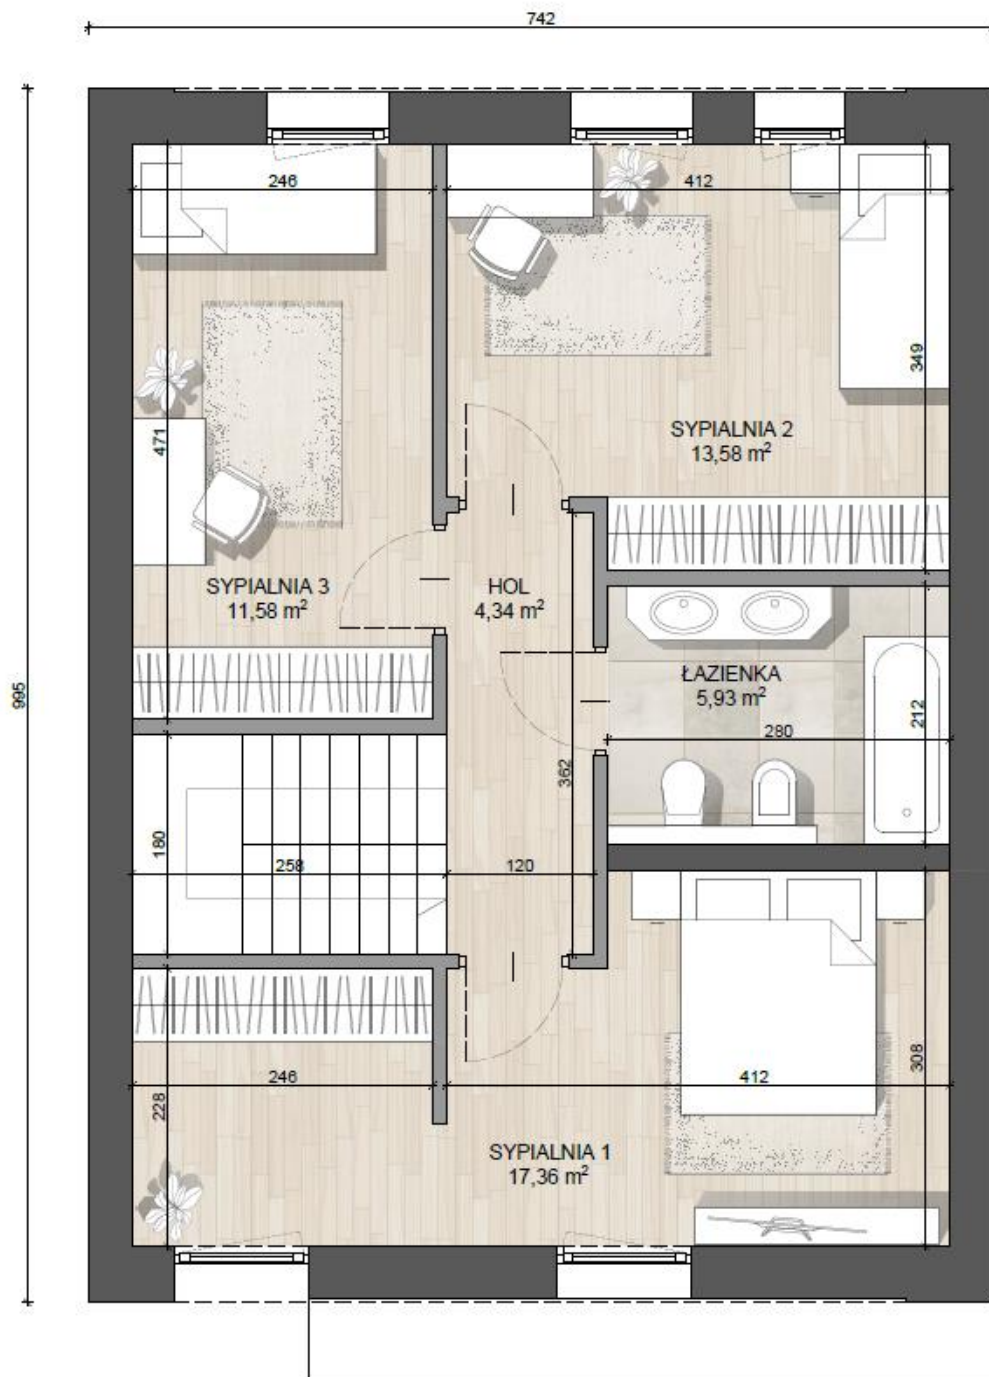 742
246
412
349
471
SYPIALNIA 2
13,58 m²
SYPIALNIA 3
11,58 m²
HOL
4,34 m²
ŁAZIENKA
5,93 m²
995
212
280
362
180
258
120
308
246
412
228
SYPIALNIA 1
17,36 m²